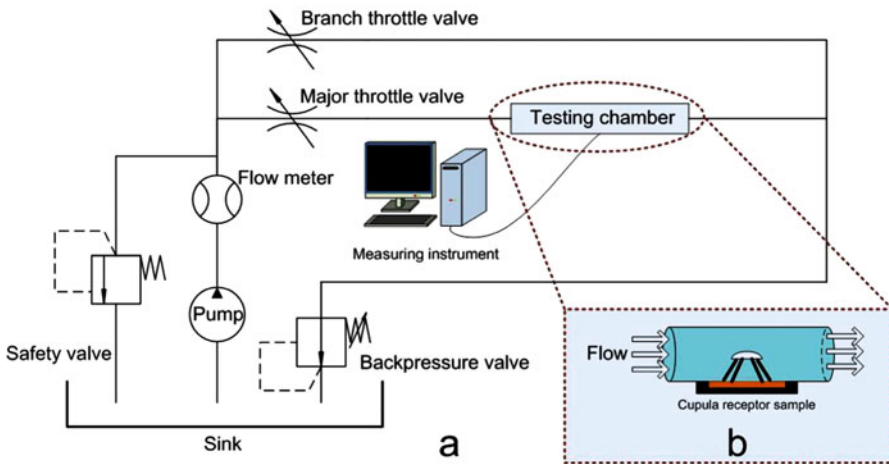 Branch throttle valve
Major throttle valve
Testing chamber
Flow meter
Measuring instrument
Pump
Safety valve
Backpressure valve
Flow
Cupula receptor sample
Sink
a
b